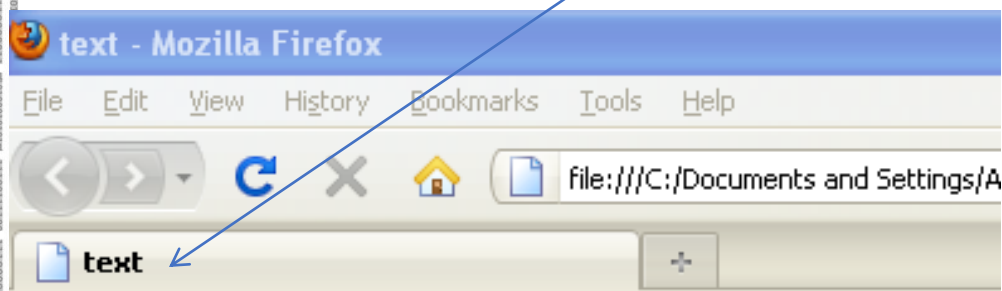 text - Mozilla Firefox
File Edit View History Bookmarks Tools Help
file:///C:/Documents and Settings/A
text